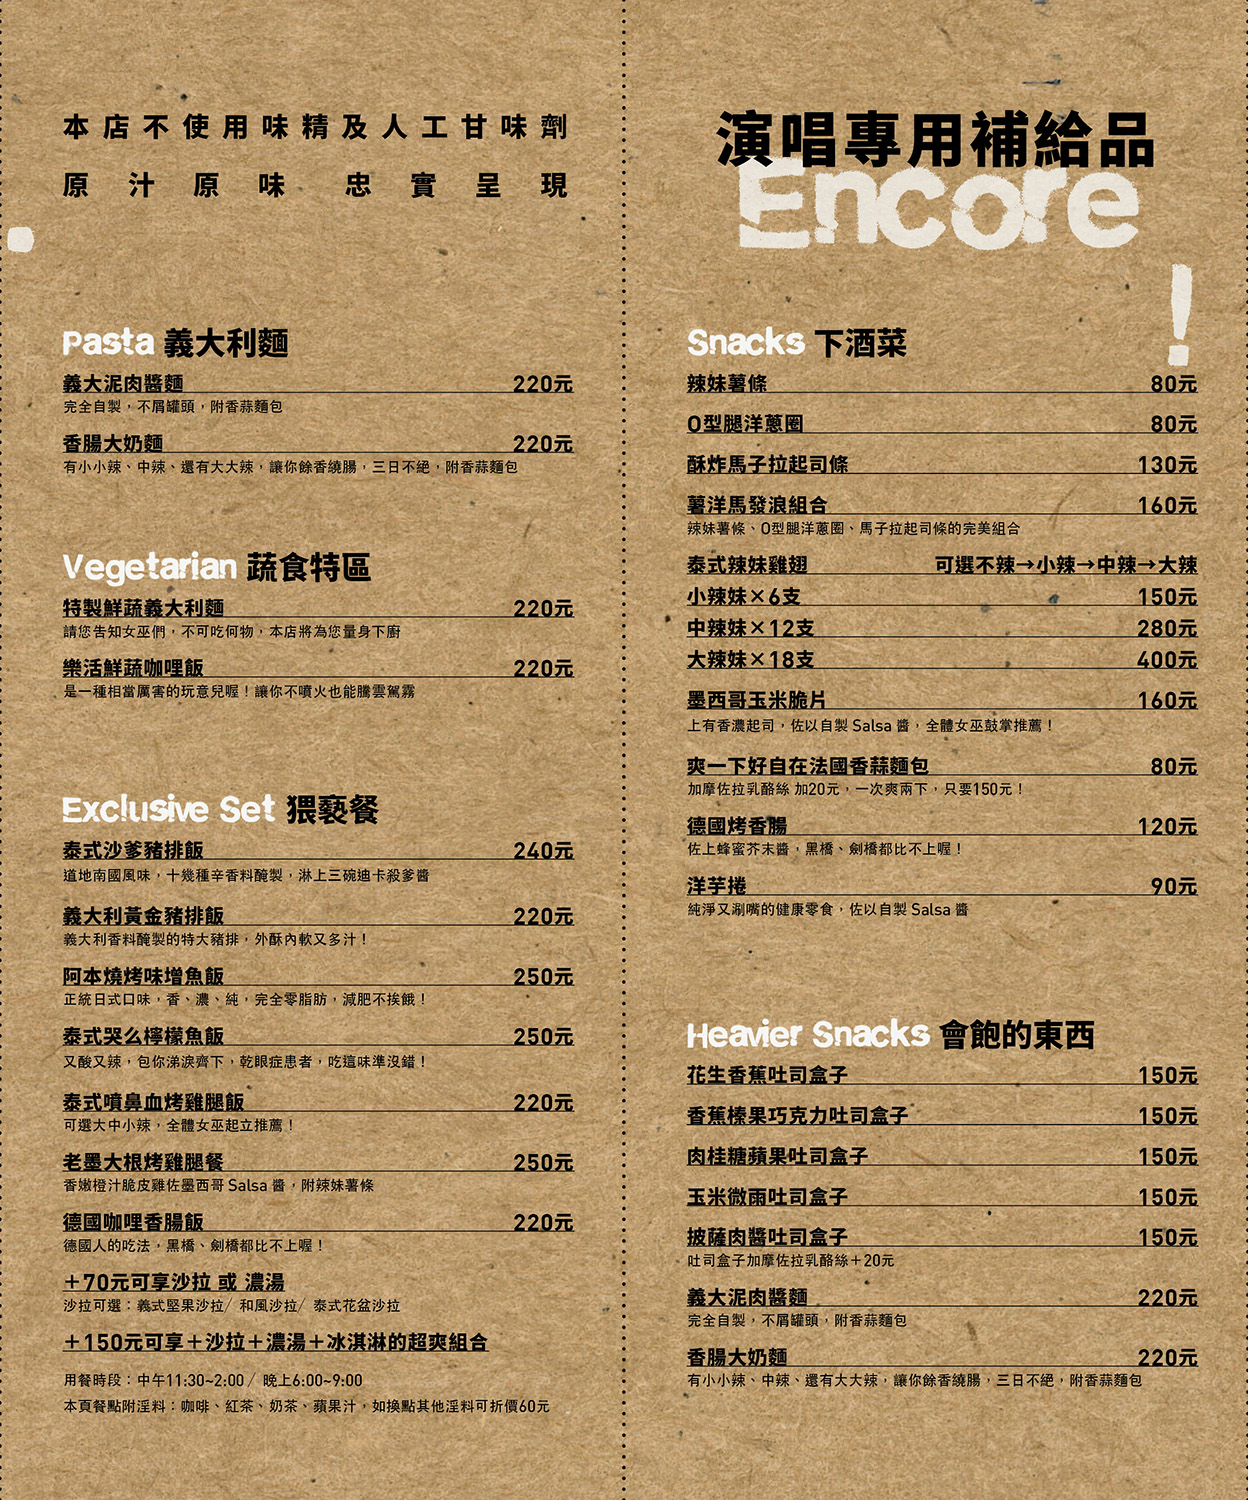 本店不使用味精及人工甘味劑
原汁原味 忠實呈現
Pasta 義大利麵
義大泥肉醬麵 220元
完全自製，不屑罐頭，附香蒜麵包
香腸大奶麵 220元
有小小辣、中辣、還有大大辣，讓你餘香繞腸，三日不絕，附香蒜麵包
Vegetarian 蔬食特區
特製鮮蔬義大利麵 220元
請您告知女巫們，不可吃何物，本店將為您量身下廚
樂活鮮蔬咖哩飯 220元
是一種相當厲害的玩意兒喔！讓你不噴火也能騰雲駕霧
Exclusive Set 猥褻餐
泰式沙爹豬排飯 240元
道地南國風味，十幾種辛香料醃製，淋上三碗迪卡殺爹醬
義大利黃金豬排飯 220元
義大利香料醃製的特大豬排，外酥內軟又多汁！
阿本燒烤味增魚飯 250元
正統日式口味，香、濃、純，完全零脂肪，減肥不挨餓！
泰式哭么檸檬魚飯 250元
又酸又辣，包你涕淚齊下，乾眼症患者，吃這味準沒錯！
泰式噴鼻血烤雞腿飯 220元
可選大中小辣，全體女巫起立推薦！
老墨大根烤雞腿餐 250元
香嫩橙汁脆皮雞佐墨西哥 Salsa 醬，附辣妹薯條
德國咖哩香腸飯 220元
德國人的吃法，黑橋、劍橋都比不上喔！
＋70元可享沙拉 或 濃湯
沙拉可選：義式堅果沙拉/ 和風沙拉/ 泰式花盆沙拉
＋150元可享＋沙拉＋濃湯＋冰淇淋的超爽組合
用餐時段：中午11:30~2:00 / 晚上6:00~9:00
本頁餐點附淫料：咖啡、紅茶、奶茶、蘋果汁，如換點其他淫料可折價60元
演唱專用補給品
Encore!
Snacks 下酒菜
辣妹薯條 80元
O型腿洋蔥圈 80元
酥炸馬子拉起司條 130元
薯洋馬發浪組合 160元
辣妹薯條、O型腿洋蔥圈、馬子拉起司條的完美組合
泰式辣妹雞翅 可選不辣→小辣→中辣→大辣
小辣妹×6支 150元
中辣妹×12支 280元
大辣妹×18支 400元
墨西哥玉米脆片 160元
上有香濃起司，佐以自製 Salsa 醬，全體女巫鼓掌推薦！
爽一下好自在法國香蒜麵包 80元
加摩佐拉乳酪絲 加20元，一次爽兩下，只要150元！
德國烤香腸 120元
佐上蜂蜜芥末醬，黑橋、劍橋都比不上喔！
洋芋捲 90元
純淨又涮嘴的健康零食，佐以自製 Salsa 醬
Heavier Snacks 會飽的東西
花生香蕉吐司盒子 150元
香蕉榛果巧克力吐司盒子 150元
肉桂糖蘋果吐司盒子 150元
玉米微雨吐司盒子 150元
披薩肉醬吐司盒子 150元
吐司盒子加摩佐拉乳酪絲＋20元
義大泥肉醬麵 220元
完全自製，不屑罐頭，附香蒜麵包
香腸大奶麵 220元
有小小辣、中辣、還有大大辣，讓你餘香繞腸，三日不絕，附香蒜麵包